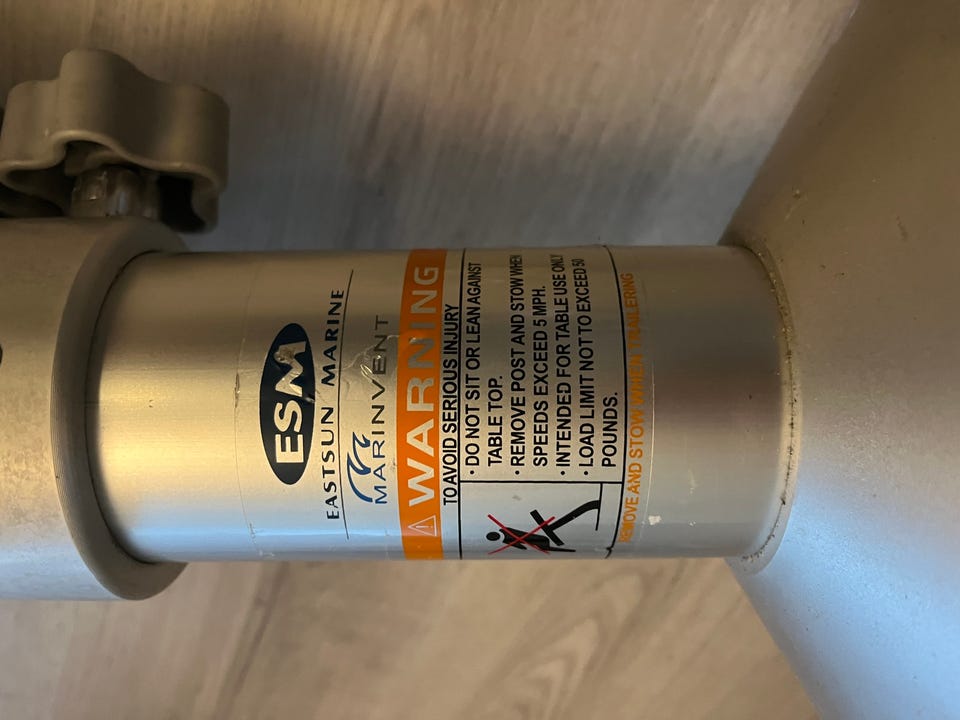 ESM
EASTSUN MARINE
MARINVENT
WARNING
TO AVOID SERIOUS INJURY
• DO NOT SIT OR LEAN AGAINST
TABLE TOP.
• REMOVE POST AND STOW WHEN
SPEEDS EXCEED 5 MPH.
• INTENDED FOR TABLE USE ONLY
• LOAD LIMIT NOT TO EXCEED 50
POUNDS.
REMOVE AND STOW WHEN TRAILERING